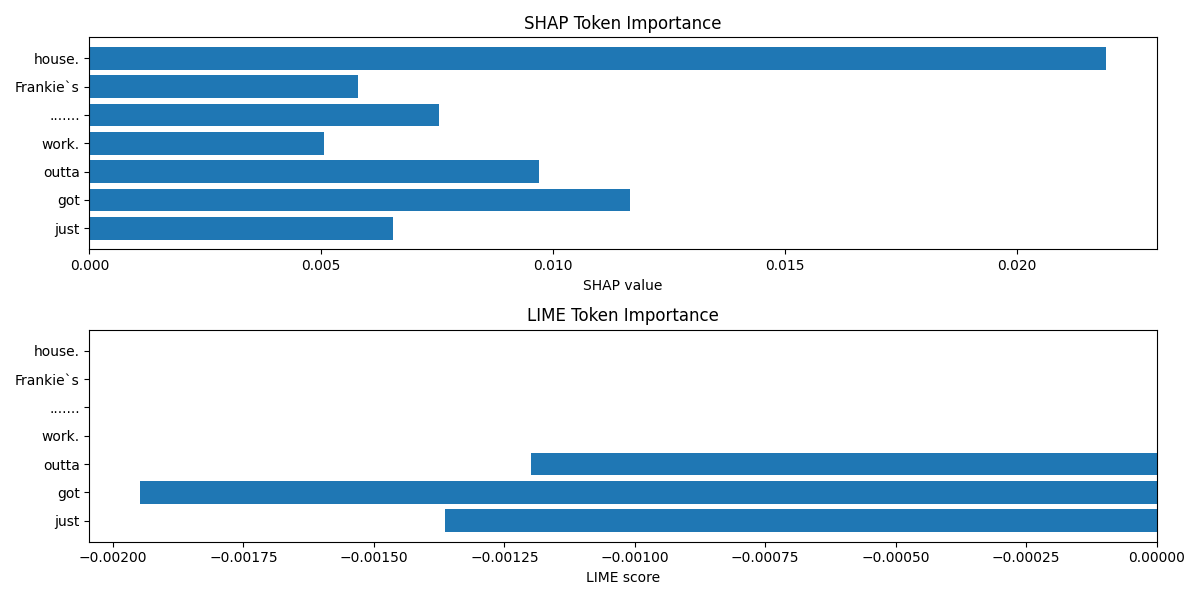 SHAP Token Importance
house.
Frankie`s
.......
work.
outta
got
just
0.000 0.005 0.010 0.015 0.020
SHAP value
LIME Token Importance
house.
Frankie`s
.......
work.
outta
got
just
−0.00200 −0.00175 −0.00150 −0.00125 −0.00100 −0.00075 −0.00050 −0.00025 0.00000
LIME score